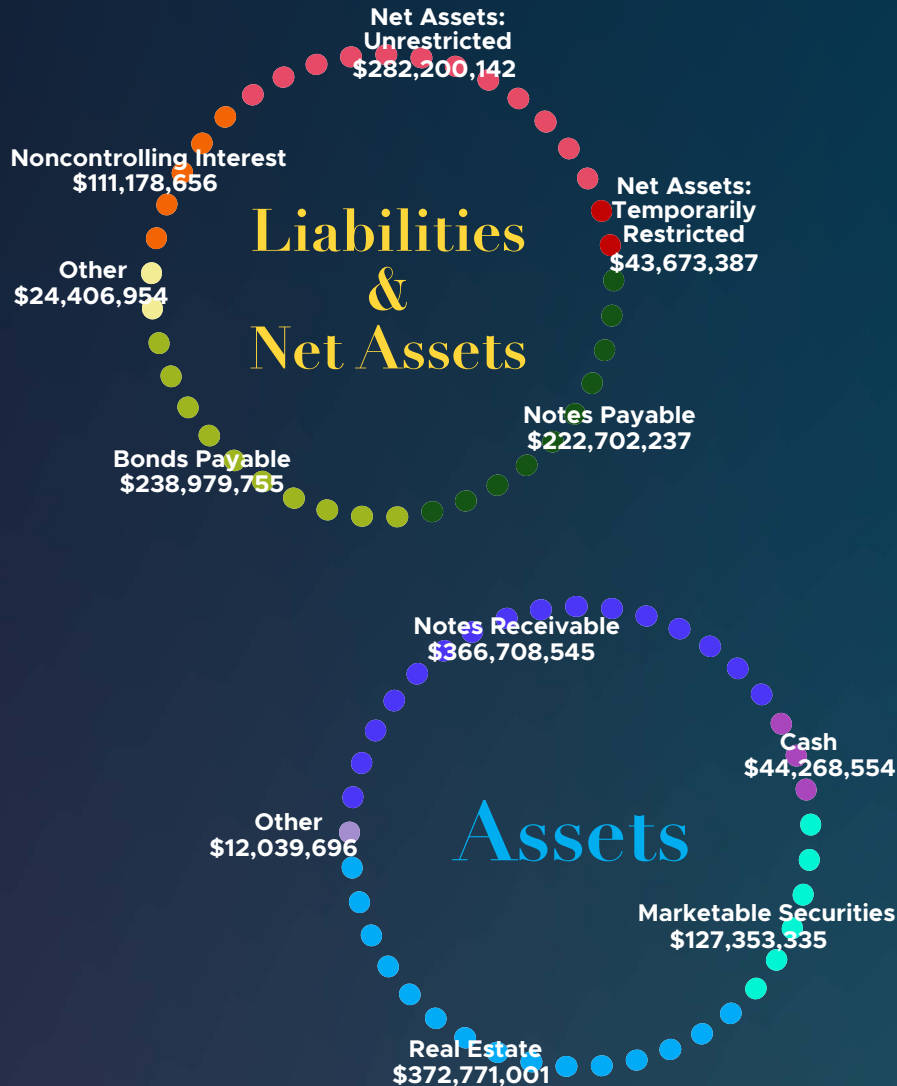 Net Assets:
Unrestricted
$282,200,142
Noncontrolling Interest
$111,178,656
Net Assets:
Temporarily
Restricted
$43,673,387
Liabilities
&
Net Assets
Other
$24,406,954
Notes Payable
$222,702,237
Bonds Payable
$238,979,755
Notes Receivable
$366,708,545
Cash
$44,268,554
Other
$12,039,696
Assets
Marketable Securities
$127,353,335
Real Estate
$372,771,001